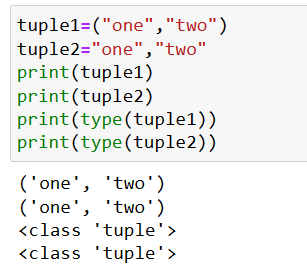 tuple1=("one","two")
tuple2="one","two"
print(tuple1)
print(tuple2)
print(type(tuple1))
print(type(tuple2))
('one', 'two')
('one', 'two')
<class 'tuple'>
<class 'tuple'>